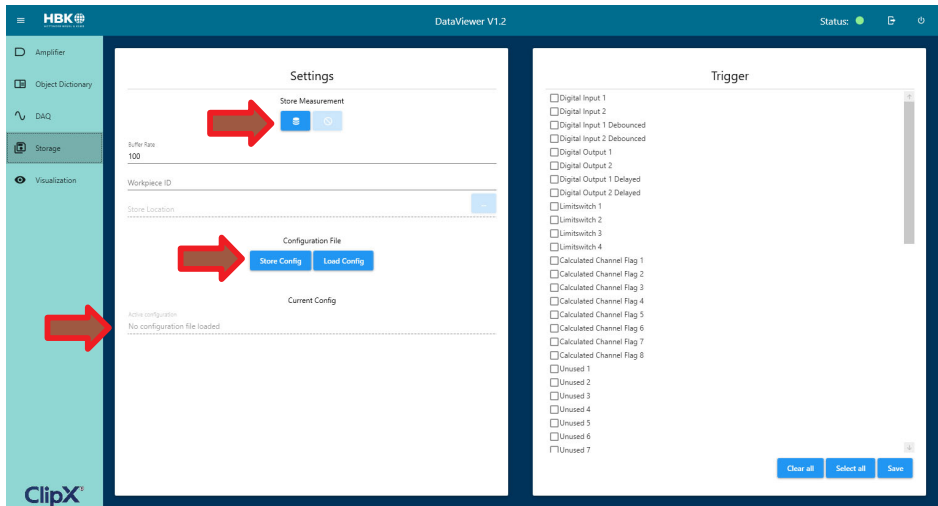 HBK
DataViewer V1.2
Status:
Amplifier
Object Dictionary
DAQ
Storage
Visualization
ClipX
Settings
Store Measurement
Buffer Rate
100
Workpiece ID
Store Location
...
Configuration File
Store Config Load Config
Current Config
Active configuration
No configuration file loaded
Trigger
Digital Input 1
Digital Input 2
Digital Input 1 Debounced
Digital Input 2 Debounced
Digital Output 1
Digital Output 2
Digital Output 1 Delayed
Digital Output 2 Delayed
Limitswitch 1
Limitswitch 2
Limitswitch 3
Limitswitch 4
Calculated Channel Flag 1
Calculated Channel Flag 2
Calculated Channel Flag 3
Calculated Channel Flag 4
Calculated Channel Flag 5
Calculated Channel Flag 6
Calculated Channel Flag 7
Calculated Channel Flag 8
Unused 1
Unused 2
Unused 3
Unused 4
Unused 5
Unused 6
Unused 7
Clear all Select all Save